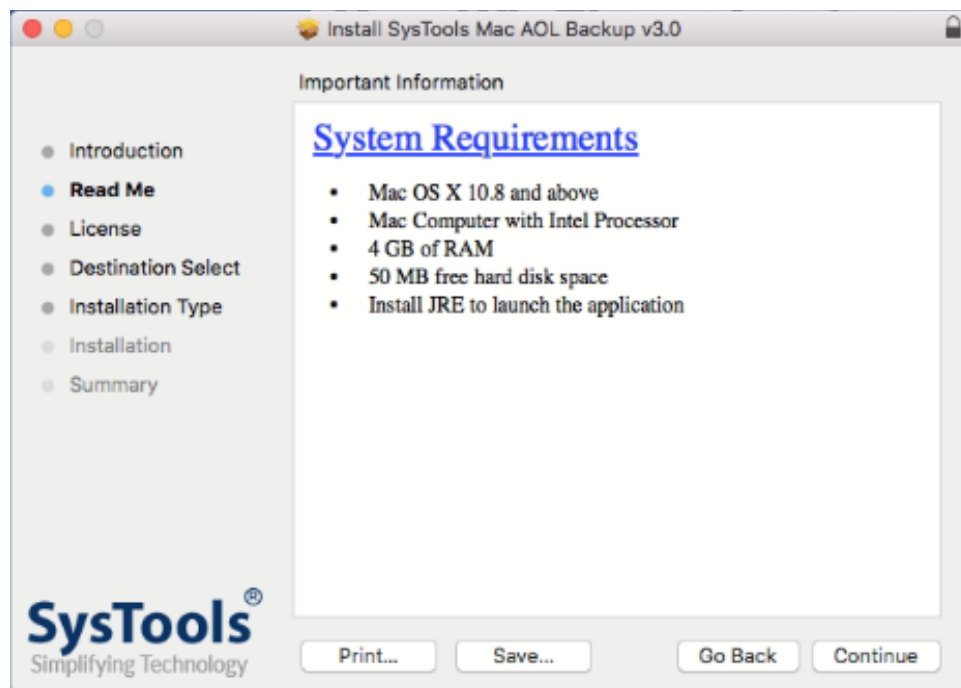 Install SysTools Mac AOL Backup v3.0
Important Information
Introduction
Read Me
License
Destination Select
Installation Type
Installation
Summary
System Requirements
• Mac OS X 10.8 and above
• Mac Computer with Intel Processor
• 4 GB of RAM
• 50 MB free hard disk space
• Install JRE to launch the application
SysTools®
Simplifying Technology
Print...
Save...
Go Back
Continue